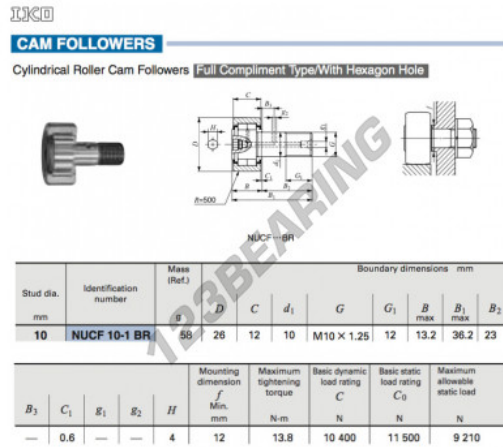 IKO
CAM FOLLOWERS
Cylindrical Roller Cam Followers Full Compliment Type/With Hexagon Hole
C
B3
g2
H
D
d1
g1
G
C1
G1
R=500
B
B2
B1
f
NUCF…BR
123BEARING
Stud dia. mm Identification number Mass (Ref.) g Boundary dimensions mm
D C d1 G G1 B max B1 max B2
10 NUCF 10-1 BR 58 26 12 10 M10 × 1.25 12 13.2 36.2 23
B3 C1 g1 g2 H Mounting dimension f Min. mm Maximum tightening torque N-m Basic dynamic load rating C N Basic static load rating C0 N Maximum allowable static load N
— 0.6 — — 4 12 13.8 10 400 11 500 9 210